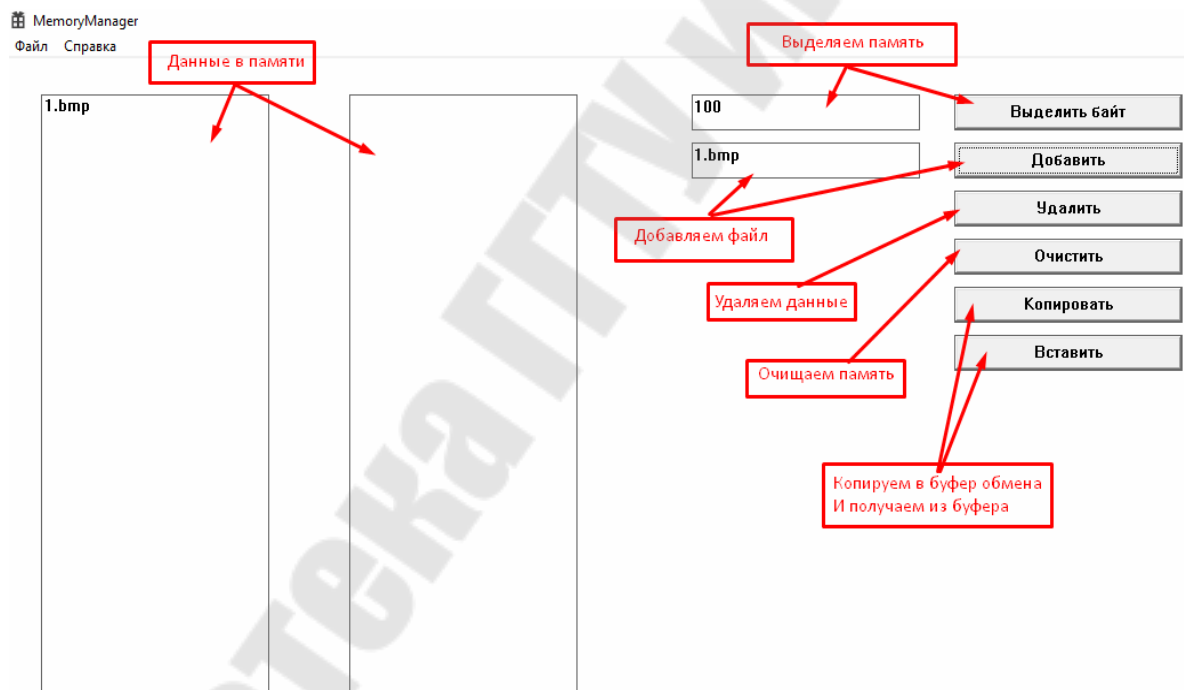 MemoryManager
Файл Справка
Данные в памяти
Выделяем память
1.bmp
100
Выделить байт
1.bmp
Добавить
Добавляем файл
Удалить
Очистить
Удаляем данные
Копировать
Вставить
Очищаем память
Копируем в буфер обмена
И получаем из буфера